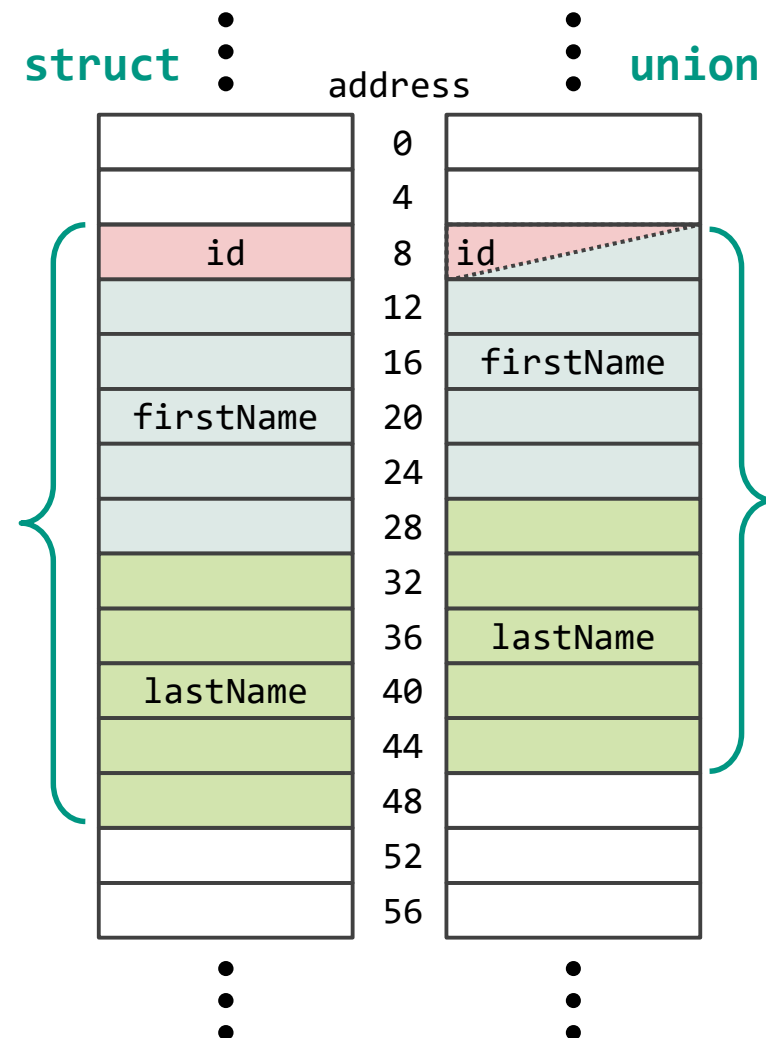 struct
address
union
0
4
id 8 id
12
16 firstName
firstName 20
24
28
32
36 lastName
lastName 40
44
48
52
56